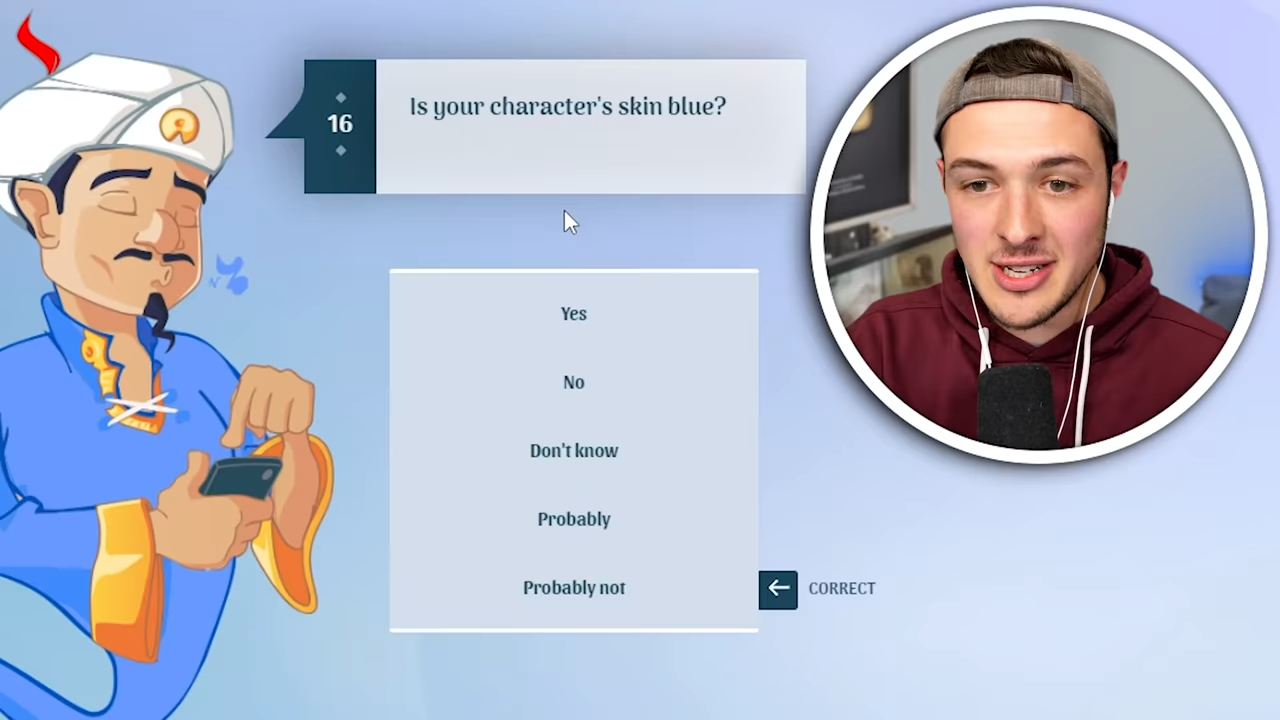 16
Is your character's skin blue?
Yes
No
Don't know
Probably
Probably not
CORRECT